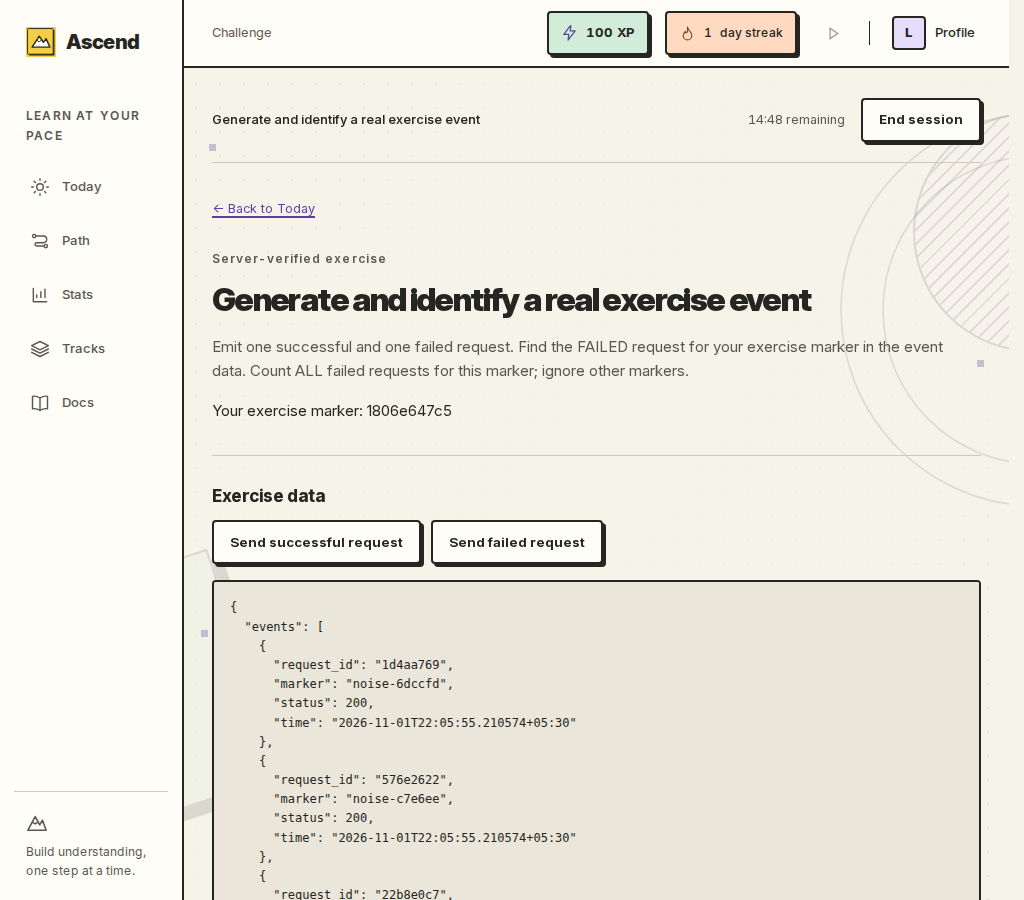 Ascend
LEARN AT YOUR
PACE
Today
Path
Stats
Tracks
Docs
Build understanding,
one step at a time.
Challenge
100 XP
1 day streak
L
Profile
Generate and identify a real exercise event
14:48 remaining
End session
← Back to Today
Server-verified exercise
Generate and identify a real exercise event
Emit one successful and one failed request. Find the FAILED request for your exercise marker in the event
data. Count ALL failed requests for this marker; ignore other markers.
Your exercise marker: 1806e647c5
Exercise data
Send successful request
Send failed request
{
"events": [
{
"request_id": "1d4aa769",
"marker": "noise-6dccfd",
"status": 200,
"time": "2026-11-01T22:05:55.210574+05:30"
},
{
"request_id": "576e2622",
"marker": "noise-c7e6ee",
"status": 200,
"time": "2026-11-01T22:05:55.210574+05:30"
},
{
"request_id": "22b8e0c7",